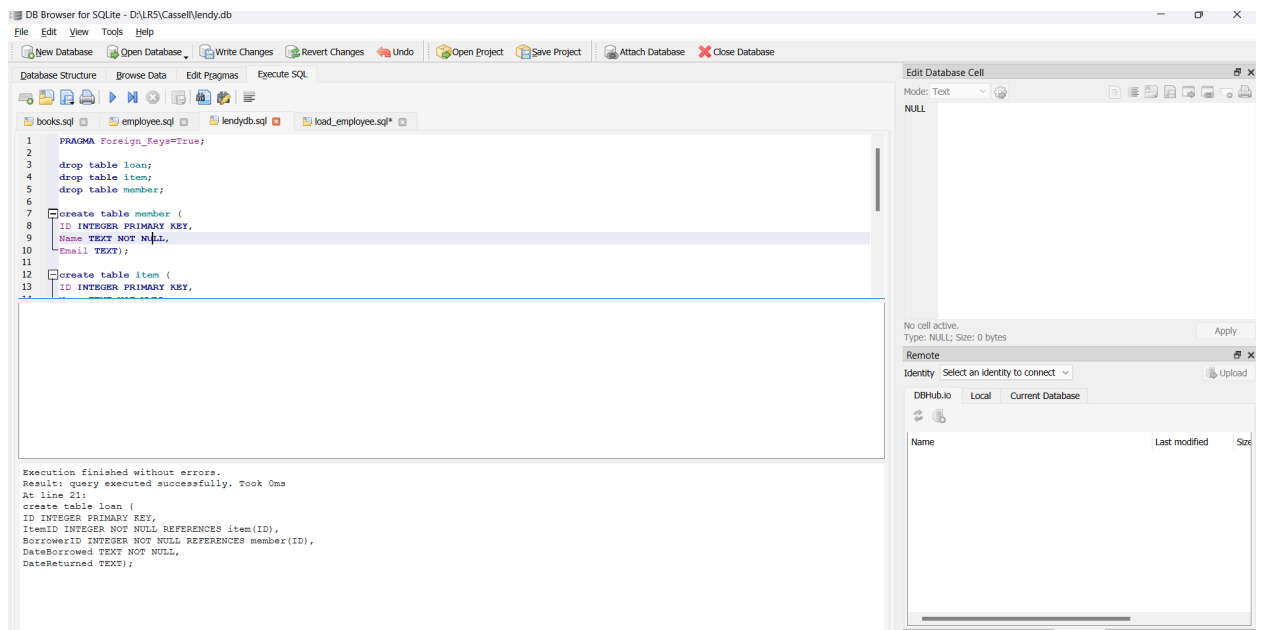 DB Browser for SQLite - D:\LR5\Cassell\lendy.db
File Edit View Tools Help
New Database Open Database Write Changes Revert Changes Undo Open Project Save Project Attach Database Close Database
Database Structure Browse Data Edit Pragmas Execute SQL
books.sql employee.sql lendydb.sql load_employee.sql*
1 PRAGMA Foreign_Keys=True;
2
3 drop table loan;
4 drop table item;
5 drop table member;
6
7 create table member (
8 ID INTEGER PRIMARY KEY,
9 Name TEXT NOT NULL,
10 Email TEXT);
11
12 create table item (
13 ID INTEGER PRIMARY KEY,
Execution finished without errors.
Result: query executed successfully. Took 0ms
At line 21:
create table loan (
ID INTEGER PRIMARY KEY,
ItemID INTEGER NOT NULL REFERENCES item(ID),
BorrowerID INTEGER NOT NULL REFERENCES member(ID),
DateBorrowed TEXT NOT NULL,
DateReturned TEXT);
Edit Database Cell
Mode: Text
NULL
No cell active.
Type: NULL; Size: 0 bytes
Apply
Remote
Identity Select an identity to connect Upload
DBHub.io Local Current Database
Name Last modified Size